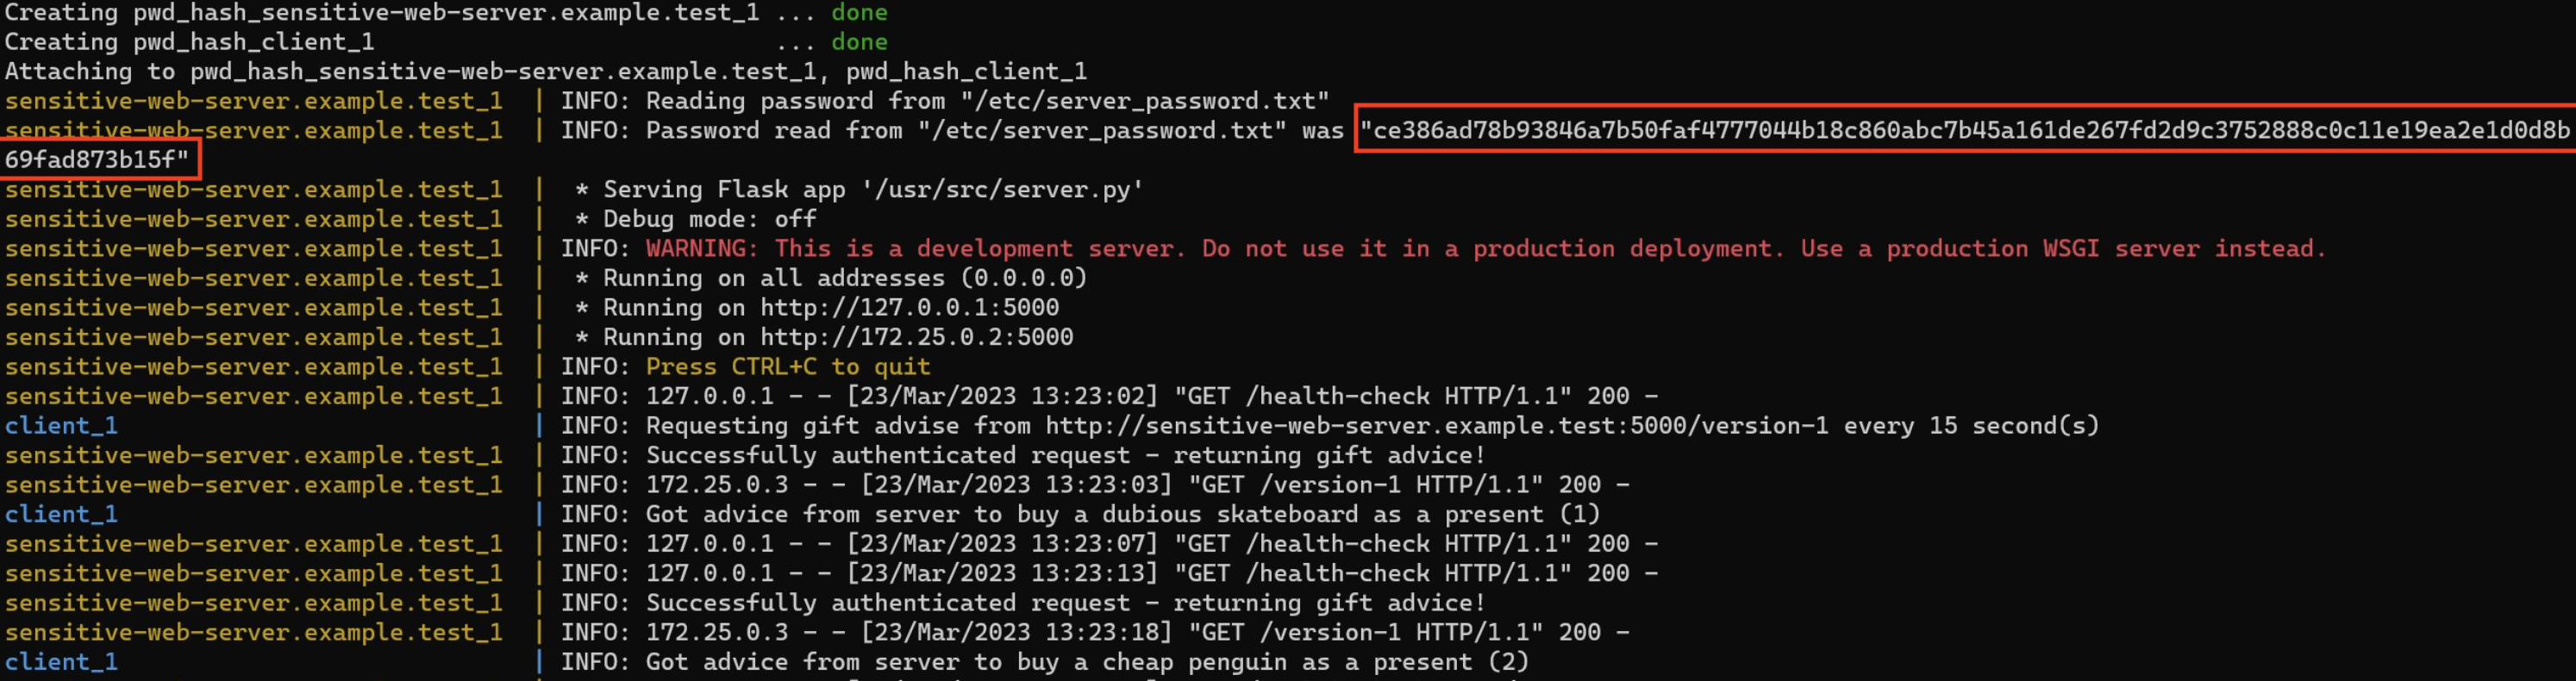 Creating pwd_hash_sensitive-web-server.example.test_1 ... done
Creating pwd_hash_client_1                            ... done
Attaching to pwd_hash_sensitive-web-server.example.test_1, pwd_hash_client_1
sensitive-web-server.example.test_1  | INFO: Reading password from "/etc/server_password.txt"
sensitive-web-server.example.test_1  | INFO: Password read from "/etc/server_password.txt" was "ce386ad78b93846a7b50faf4777044b18c860abc7b45a161de267fd2d9c3752888c0c11e19ea2e1d0d8b
69fad873b15f"
sensitive-web-server.example.test_1  |  * Serving Flask app '/usr/src/server.py'
sensitive-web-server.example.test_1  |  * Debug mode: off
sensitive-web-server.example.test_1  | INFO: WARNING: This is a development server. Do not use it in a production deployment. Use a production WSGI server instead.
sensitive-web-server.example.test_1  |  * Running on all addresses (0.0.0.0)
sensitive-web-server.example.test_1  |  * Running on http://127.0.0.1:5000
sensitive-web-server.example.test_1  |  * Running on http://172.25.0.2:5000
sensitive-web-server.example.test_1  | INFO: Press CTRL+C to quit
sensitive-web-server.example.test_1  | INFO: 127.0.0.1 - - [23/Mar/2023 13:23:02] "GET /health-check HTTP/1.1" 200 -
client_1                             | INFO: Requesting gift advise from http://sensitive-web-server.example.test:5000/version-1 every 15 second(s)
sensitive-web-server.example.test_1  | INFO: Successfully authenticated request - returning gift advice!
sensitive-web-server.example.test_1  | INFO: 172.25.0.3 - - [23/Mar/2023 13:23:03] "GET /version-1 HTTP/1.1" 200 -
client_1                             | INFO: Got advice from server to buy a dubious skateboard as a present (1)
sensitive-web-server.example.test_1  | INFO: 127.0.0.1 - - [23/Mar/2023 13:23:07] "GET /health-check HTTP/1.1" 200 -
sensitive-web-server.example.test_1  | INFO: 127.0.0.1 - - [23/Mar/2023 13:23:13] "GET /health-check HTTP/1.1" 200 -
sensitive-web-server.example.test_1  | INFO: Successfully authenticated request - returning gift advice!
sensitive-web-server.example.test_1  | INFO: 172.25.0.3 - - [23/Mar/2023 13:23:18] "GET /version-1 HTTP/1.1" 200 -
client_1                             | INFO: Got advice from server to buy a cheap penguin as a present (2)